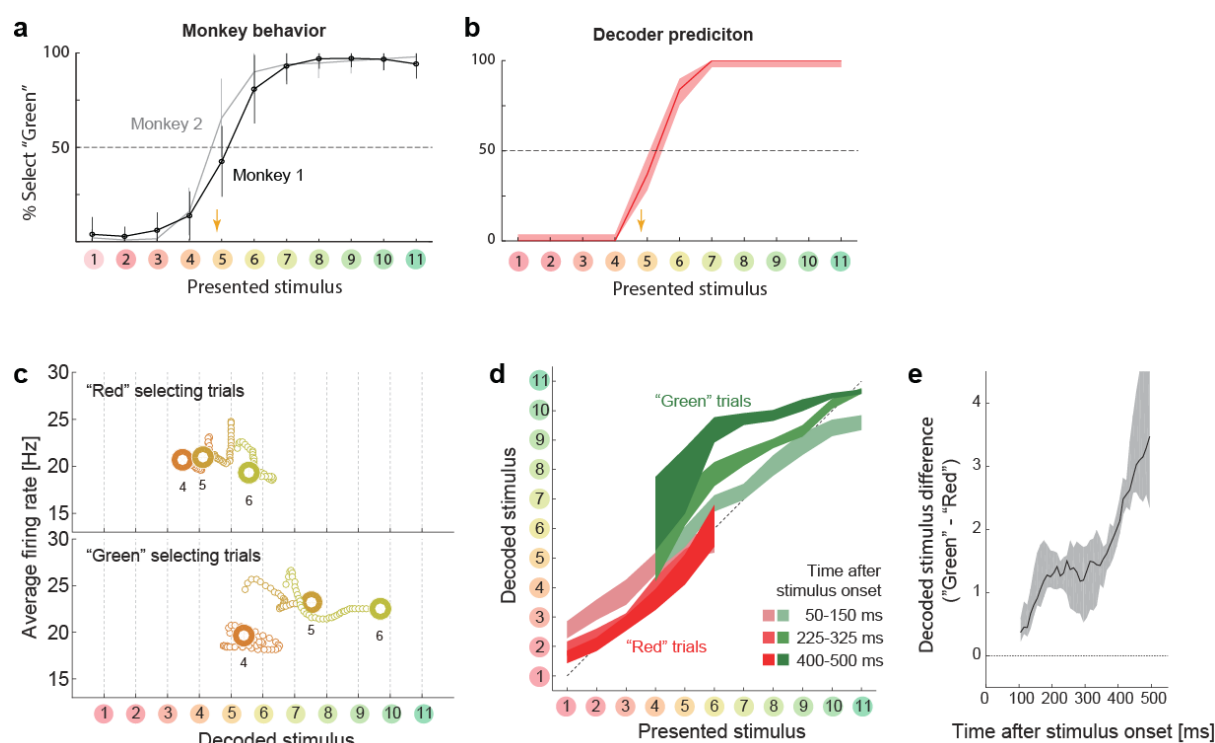 a
Monkey behavior
100
50
% Select "Green"
Monkey 2
Monkey 1
1 2 3 4 5 6 7 8 9 10 11
Presented stimulus
b
Decoder prediciton
100
50
0
1 2 3 4 5 6 7 8 9 10 11
Presented stimulus
c
"Red" selecting trials
30
25
20
15
4 5 6
"Green" selecting trials
30
25
20
15
4 5 6
Average firing rate [Hz]
1 2 3 4 5 6 7 8 9 10 11
Decoded stimulus
d
11
10
9
8
7
6
5
4
3
2
1
Decoded stimulus
"Green" trials
"Red" trials
Time after
stimulus onset
50-150 ms
225-325 ms
400-500 ms
1 2 3 4 5 6 7 8 9 10 11
Presented stimulus
e
Decoded stimulus difference
("Green" - "Red")
4
3
2
1
0
0 100 200 300 400 500
Time after stimulus onset [ms]